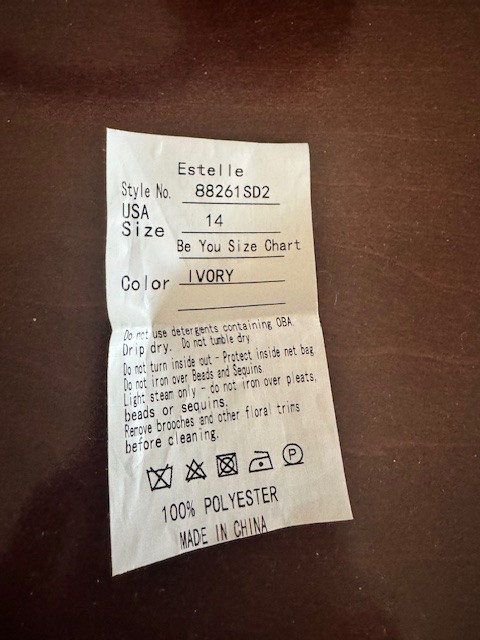 Estelle
Style No. 88261SD2
USA
Size 14
Be You Size Chart
Color IVORY
Do not use detergents containing OBA.
Drip dry. Do not tumble dry.
Do not turn inside out - Protect inside net bag
Do not iron over Beads and Sequins
Light steam only - do not iron over pleats,
beads or sequins.
Remove brooches and other floral trims
before cleaning.
P
100% POLYESTER
MADE IN CHINA